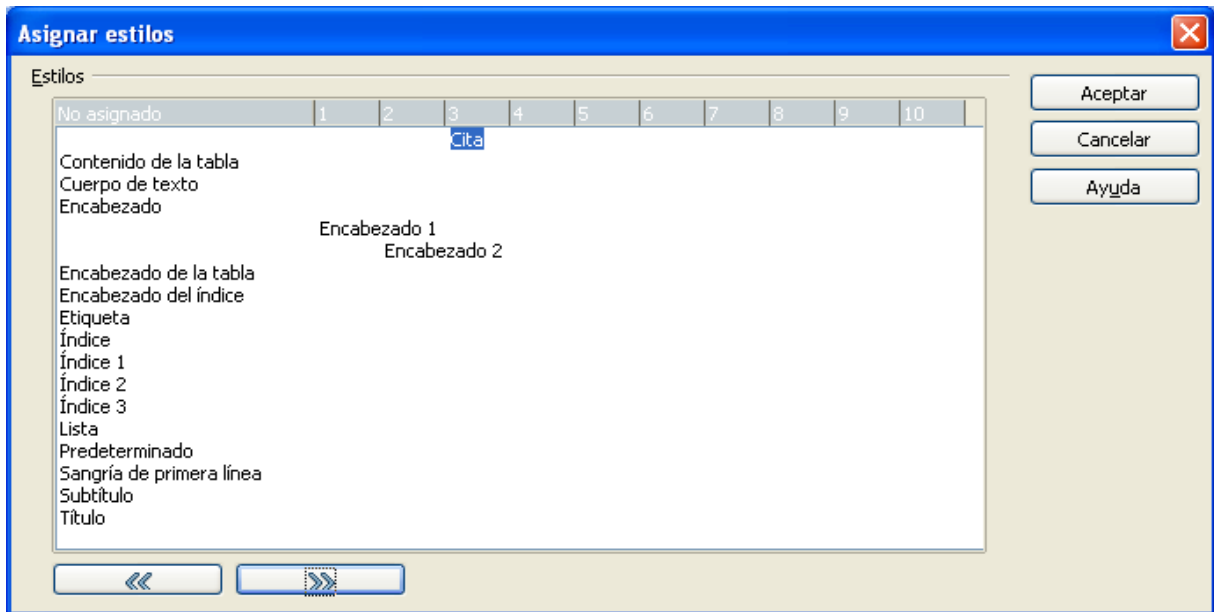 Asignar estilos
Estilos
No asignado 1 2 3 4 5 6 7 8 9 10
Cita
Contenido de la tabla
Cuerpo de texto
Encabezado
Encabezado 1
Encabezado 2
Encabezado de la tabla
Encabezado del índice
Etiqueta
Índice
Índice 1
Índice 2
Índice 3
Lista
Predeterminado
Sangría de primera línea
Subtítulo
Título
Aceptar
Cancelar
Ayuda